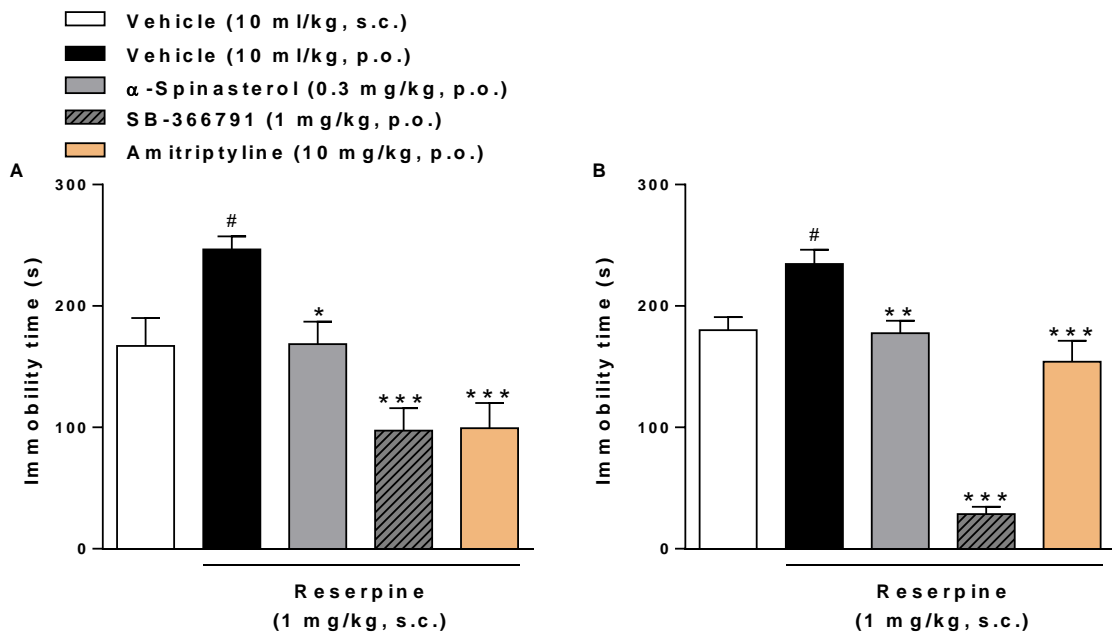 Vehicle (10 ml/kg, s.c.)
Vehicle (10 ml/kg, p.o.)
α-Spinasterol (0.3 mg/kg, p.o.)
SB-366791 (1 mg/kg, p.o.)
Amitriptyline (10 mg/kg, p.o.)
A
Immobility time (s)
300
200
100
0
#
*
***
***
Reserpine
(1 mg/kg, s.c.)
B
Immobility time (s)
300
200
100
0
#
**
***
***
Reserpine
(1 mg/kg, s.c.)